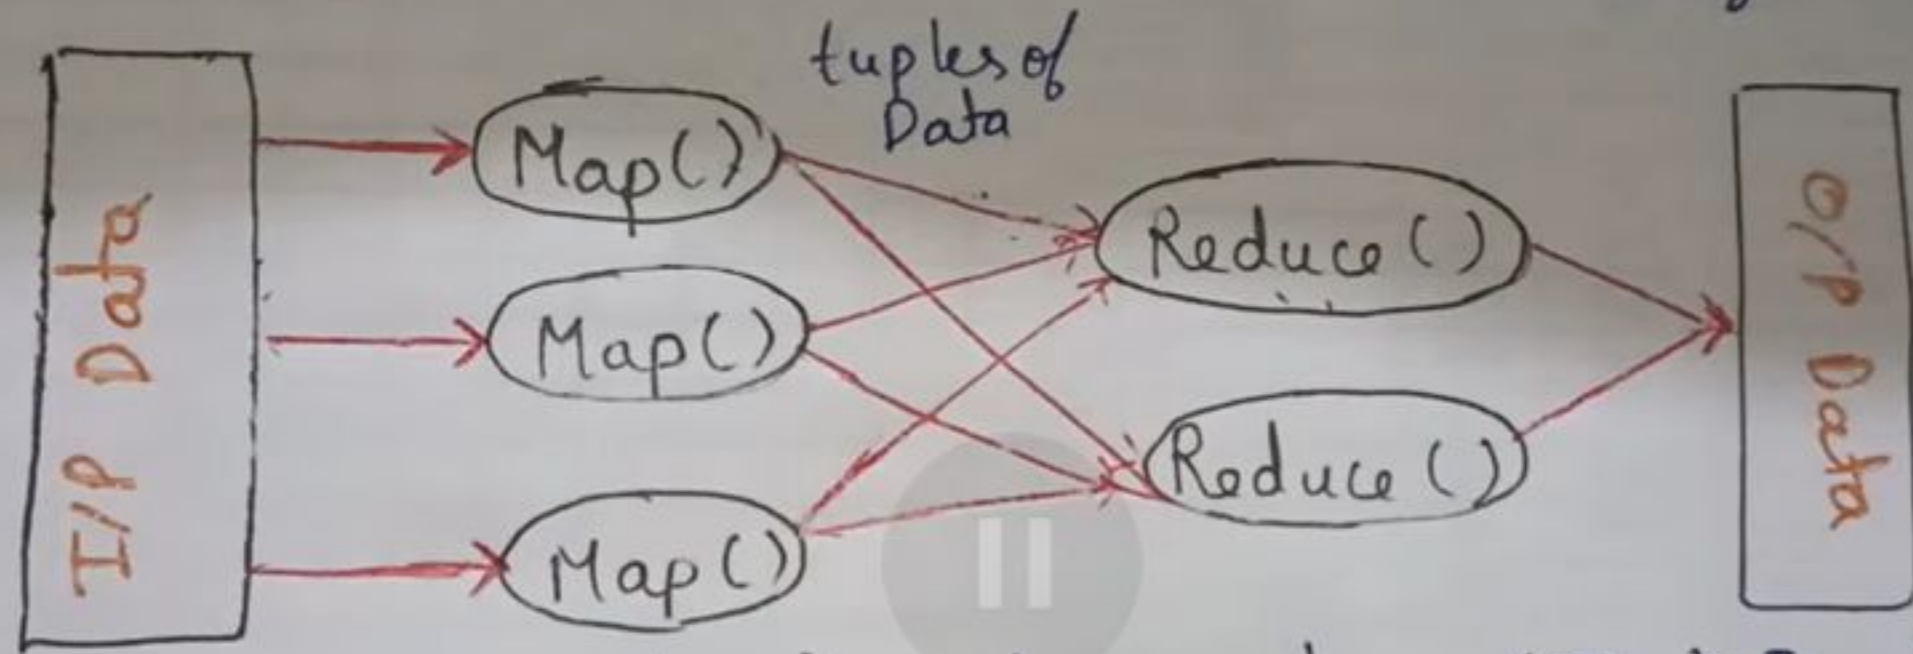 tuples of
Data
I/P Data
Map()
Map()
Map()
Reduce()
Reduce()
O/P Data